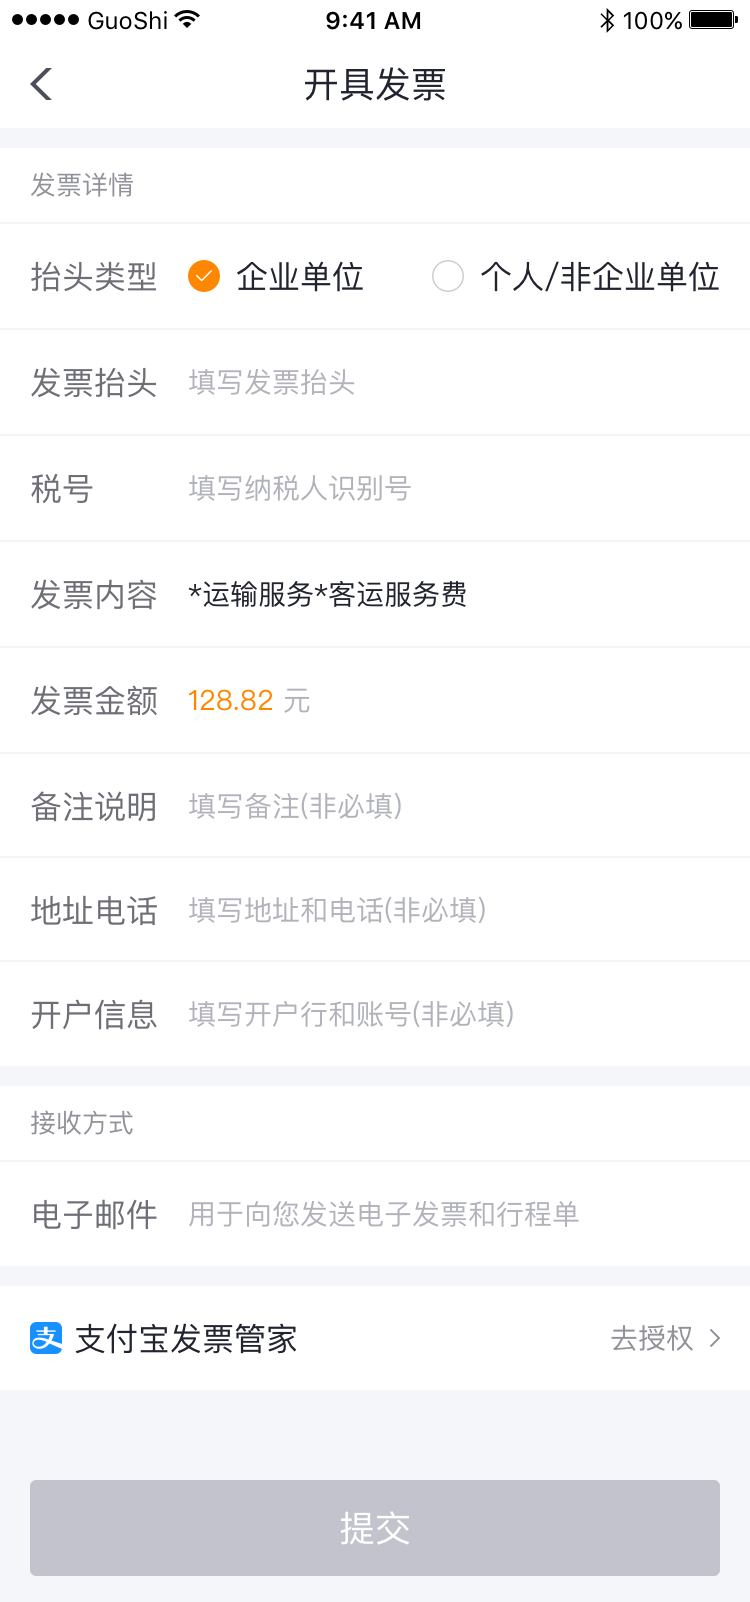 GuoShi 9:41 AM 100%
开具发票
发票详情
抬头类型 企业单位 个人/非企业单位
发票抬头 填写发票抬头
税号 填写纳税人识别号
发票内容 *运输服务*客运服务费
发票金额 128.82 元
备注说明 填写备注(非必填)
地址电话 填写地址和电话(非必填)
开户信息 填写开户行和账号(非必填)
接收方式
电子邮件 用于向您发送电子发票和行程单
支 支付宝发票管家 去授权
提交